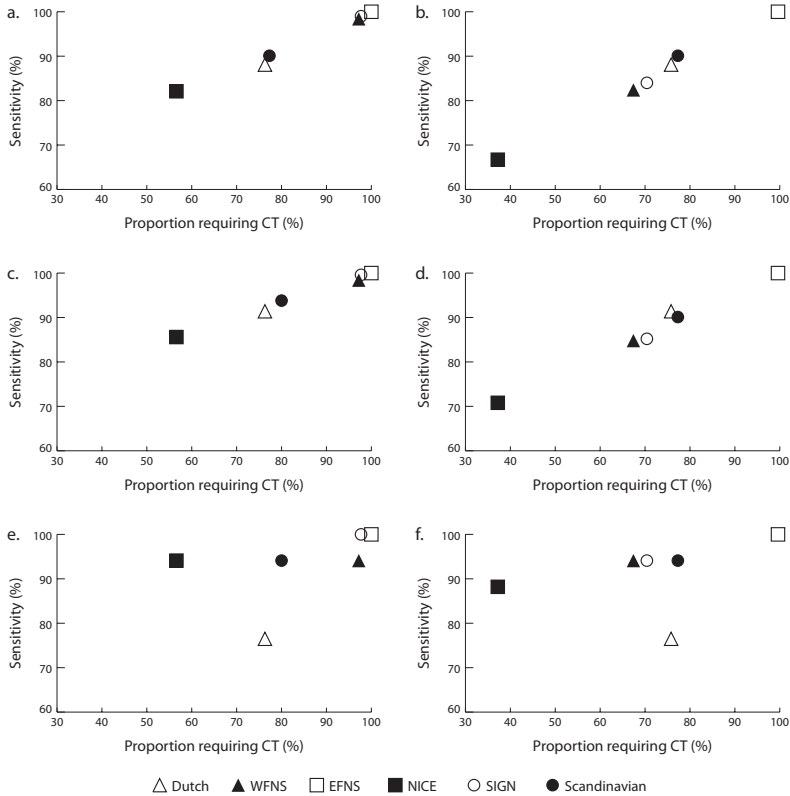 a.
100
90
80
70
60
Sensitivity (%)
30 40 50 60 70 80 90 100
Proportion requiring CT (%)
b.
100
90
80
70
60
Sensitivity (%)
30 40 50 60 70 80 90 100
Proportion requiring CT (%)
c.
100
90
80
70
60
Sensitivity (%)
30 40 50 60 70 80 90 100
Proportion requiring CT (%)
d.
100
90
80
70
60
Sensitivity (%)
30 40 50 60 70 80 90 100
Proportion requiring CT (%)
e.
100
90
80
70
60
Sensitivity (%)
30 40 50 60 70 80 90 100
Proportion requiring CT (%)
f.
100
90
80
70
60
Sensitivity (%)
30 40 50 60 70 80 90 100
Proportion requiring CT (%)
Dutch WFNS EFNS NICE SIGN Scandinavian